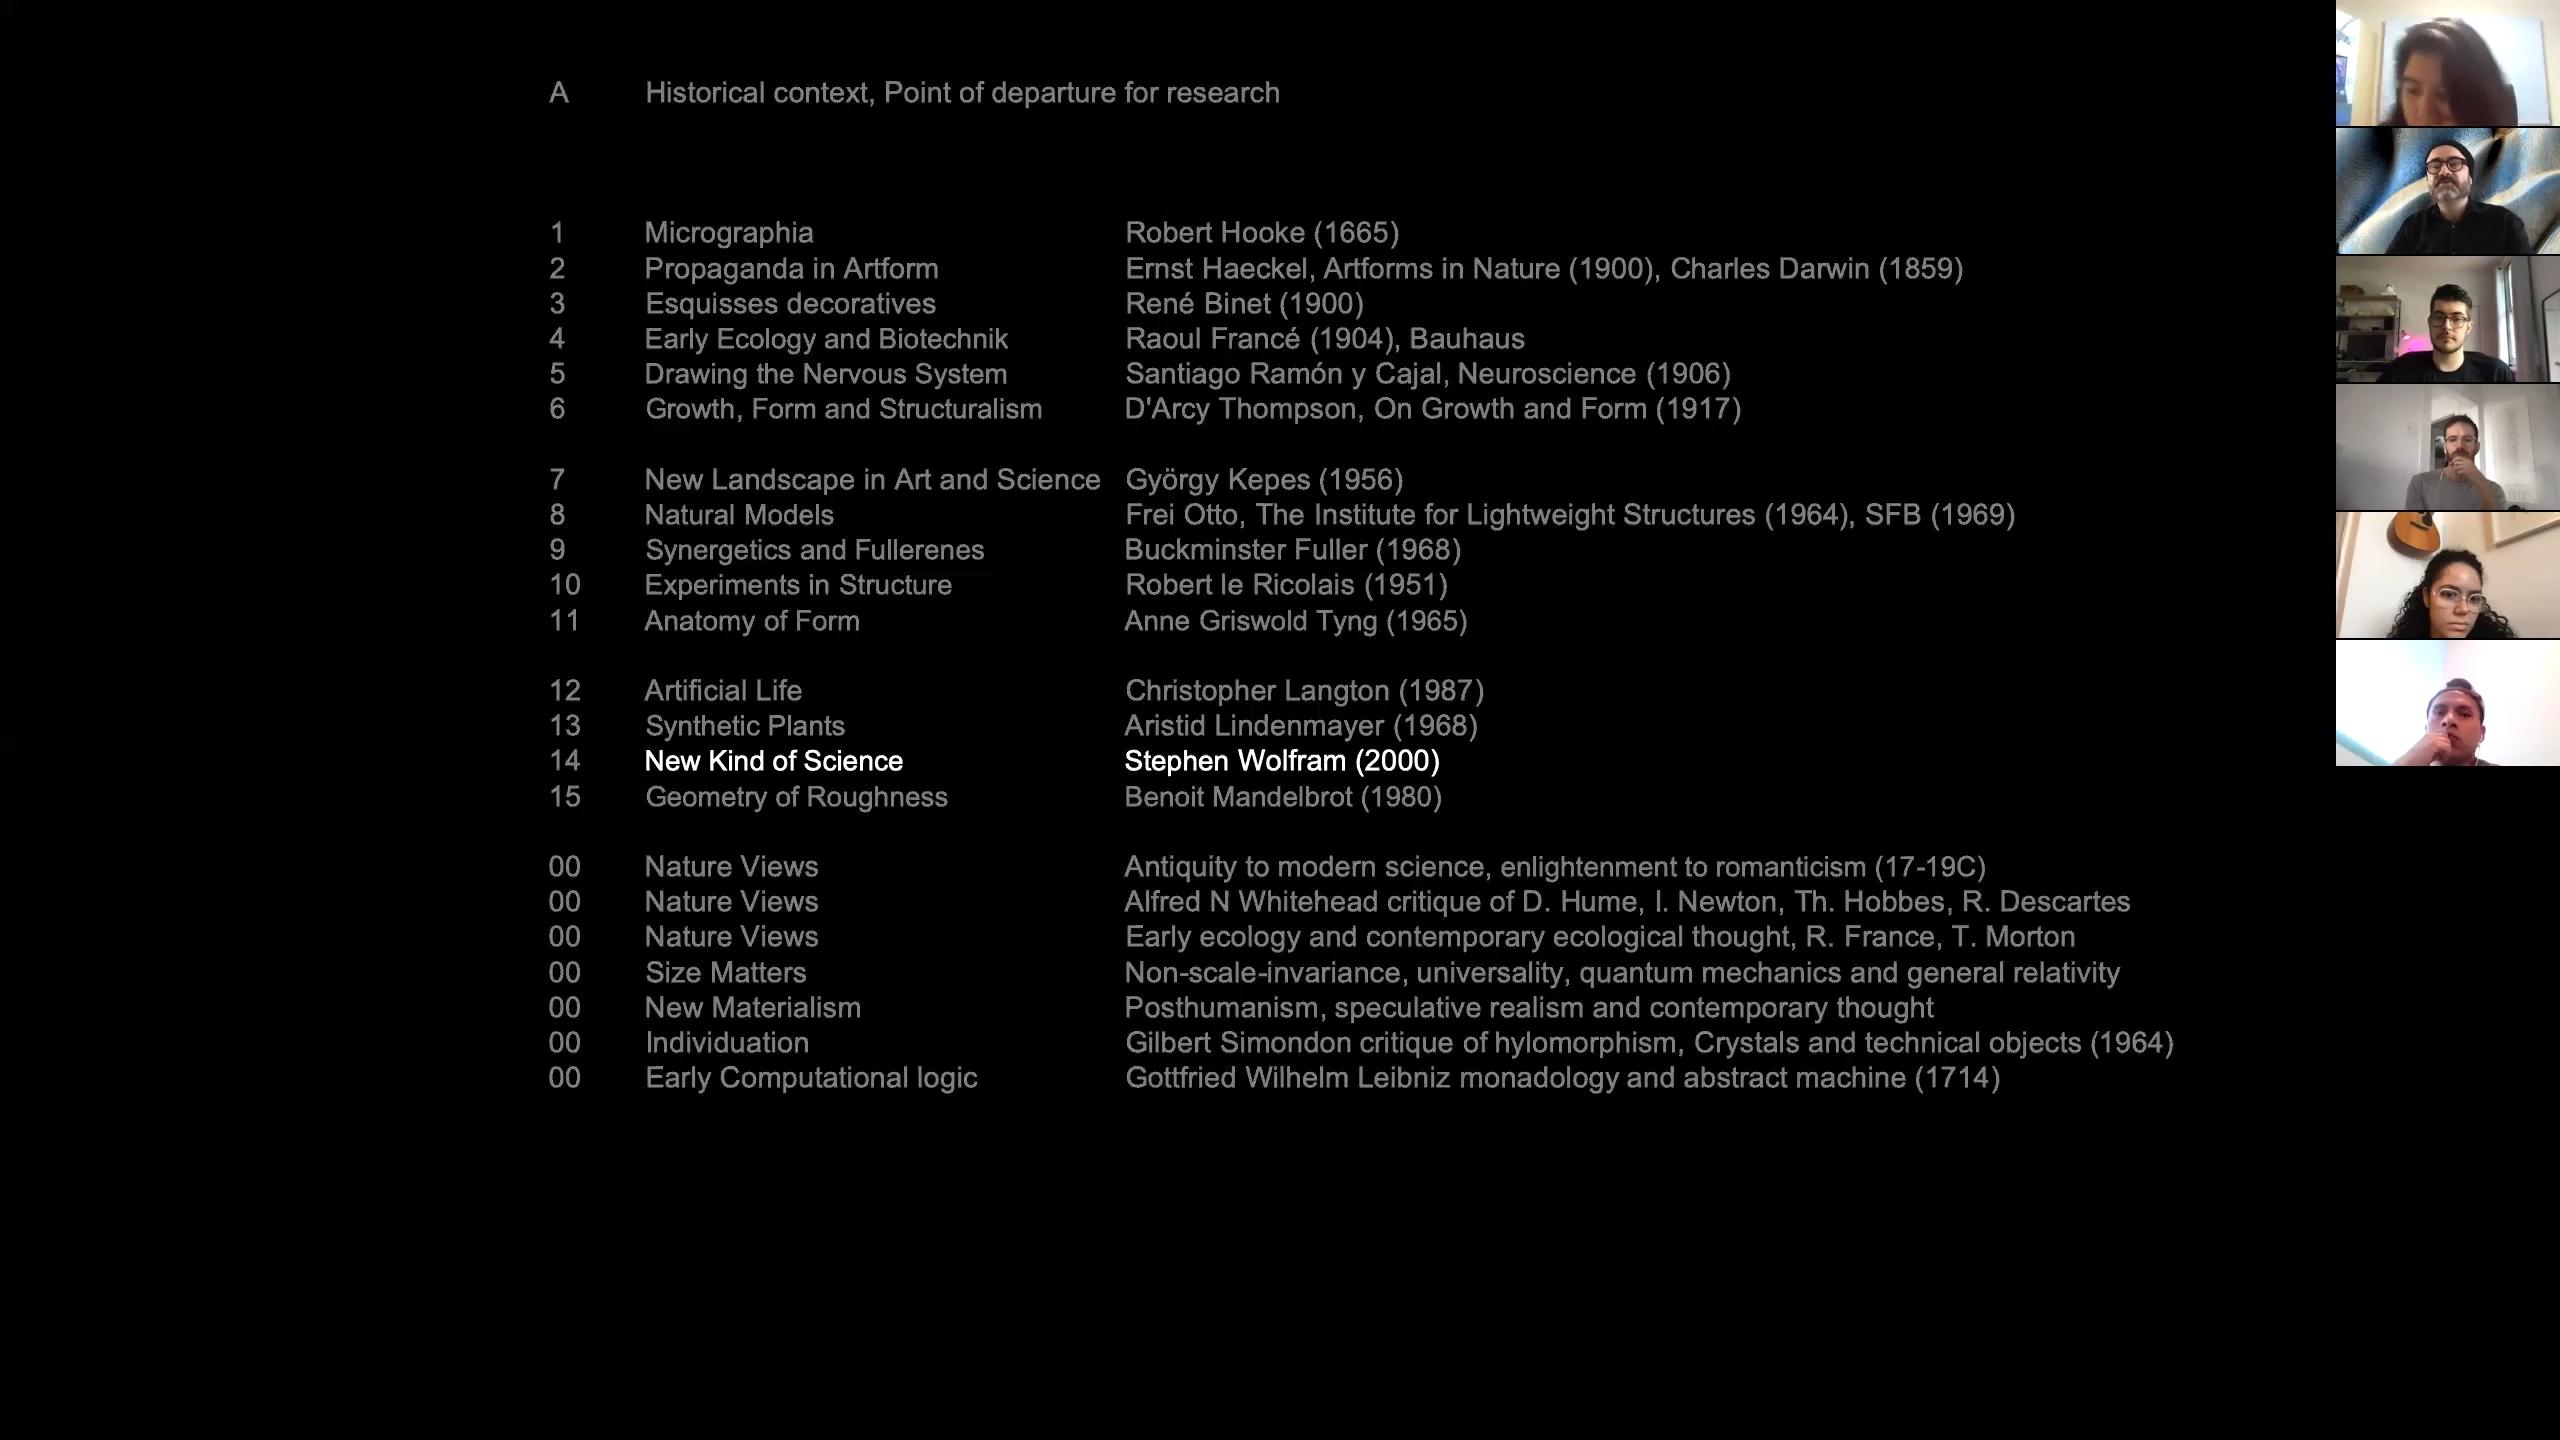 A Historical context, Point of departure for research
1 Micrographia Robert Hooke (1665)
2 Propaganda in Artform Ernst Haeckel, Artforms in Nature (1900), Charles Darwin (1859)
3 Esquisses decoratives René Binet (1900)
4 Early Ecology and Biotechnik Raoul Francé (1904), Bauhaus
5 Drawing the Nervous System Santiago Ramón y Cajal, Neuroscience (1906)
6 Growth, Form and Structuralism D'Arcy Thompson, On Growth and Form (1917)
7 New Landscape in Art and Science György Kepes (1956)
8 Natural Models Frei Otto, The Institute for Lightweight Structures (1964), SFB (1969)
9 Synergetics and Fullerenes Buckminster Fuller (1968)
10 Experiments in Structure Robert le Ricolais (1951)
11 Anatomy of Form Anne Griswold Tyng (1965)
12 Artificial Life Christopher Langton (1987)
13 Synthetic Plants Aristid Lindenmayer (1968)
14 New Kind of Science Stephen Wolfram (2000)
15 Geometry of Roughness Benoit Mandelbrot (1980)
00 Nature Views Antiquity to modern science, enlightenment to romanticism (17-19C)
00 Nature Views Alfred N Whitehead critique of D. Hume, I. Newton, Th. Hobbes, R. Descartes
00 Nature Views Early ecology and contemporary ecological thought, R. France, T. Morton
00 Size Matters Non-scale-invariance, universality, quantum mechanics and general relativity
00 New Materialism Posthumanism, speculative realism and contemporary thought
00 Individuation Gilbert Simondon critique of hylomorphism, Crystals and technical objects (1964)
00 Early Computational logic Gottfried Wilhelm Leibniz monadology and abstract machine (1714)